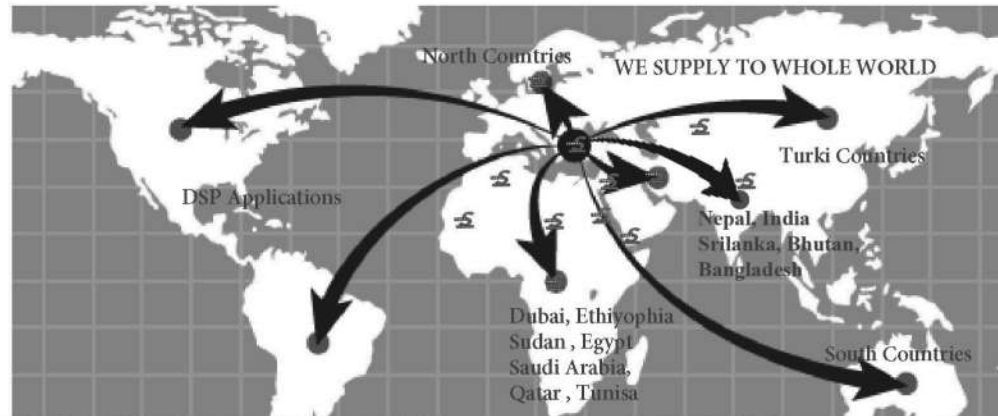 North Countries
WE SUPPLY TO WHOLE WORLD
Turki Countries
DSP Applications
Nepal, India
Srilanka, Bhutan,
Bangladesh
Dubai, Ethiyophia
Sudan , Egypt
Saudi Arabia,
Qatar , Tunisa
South Countries